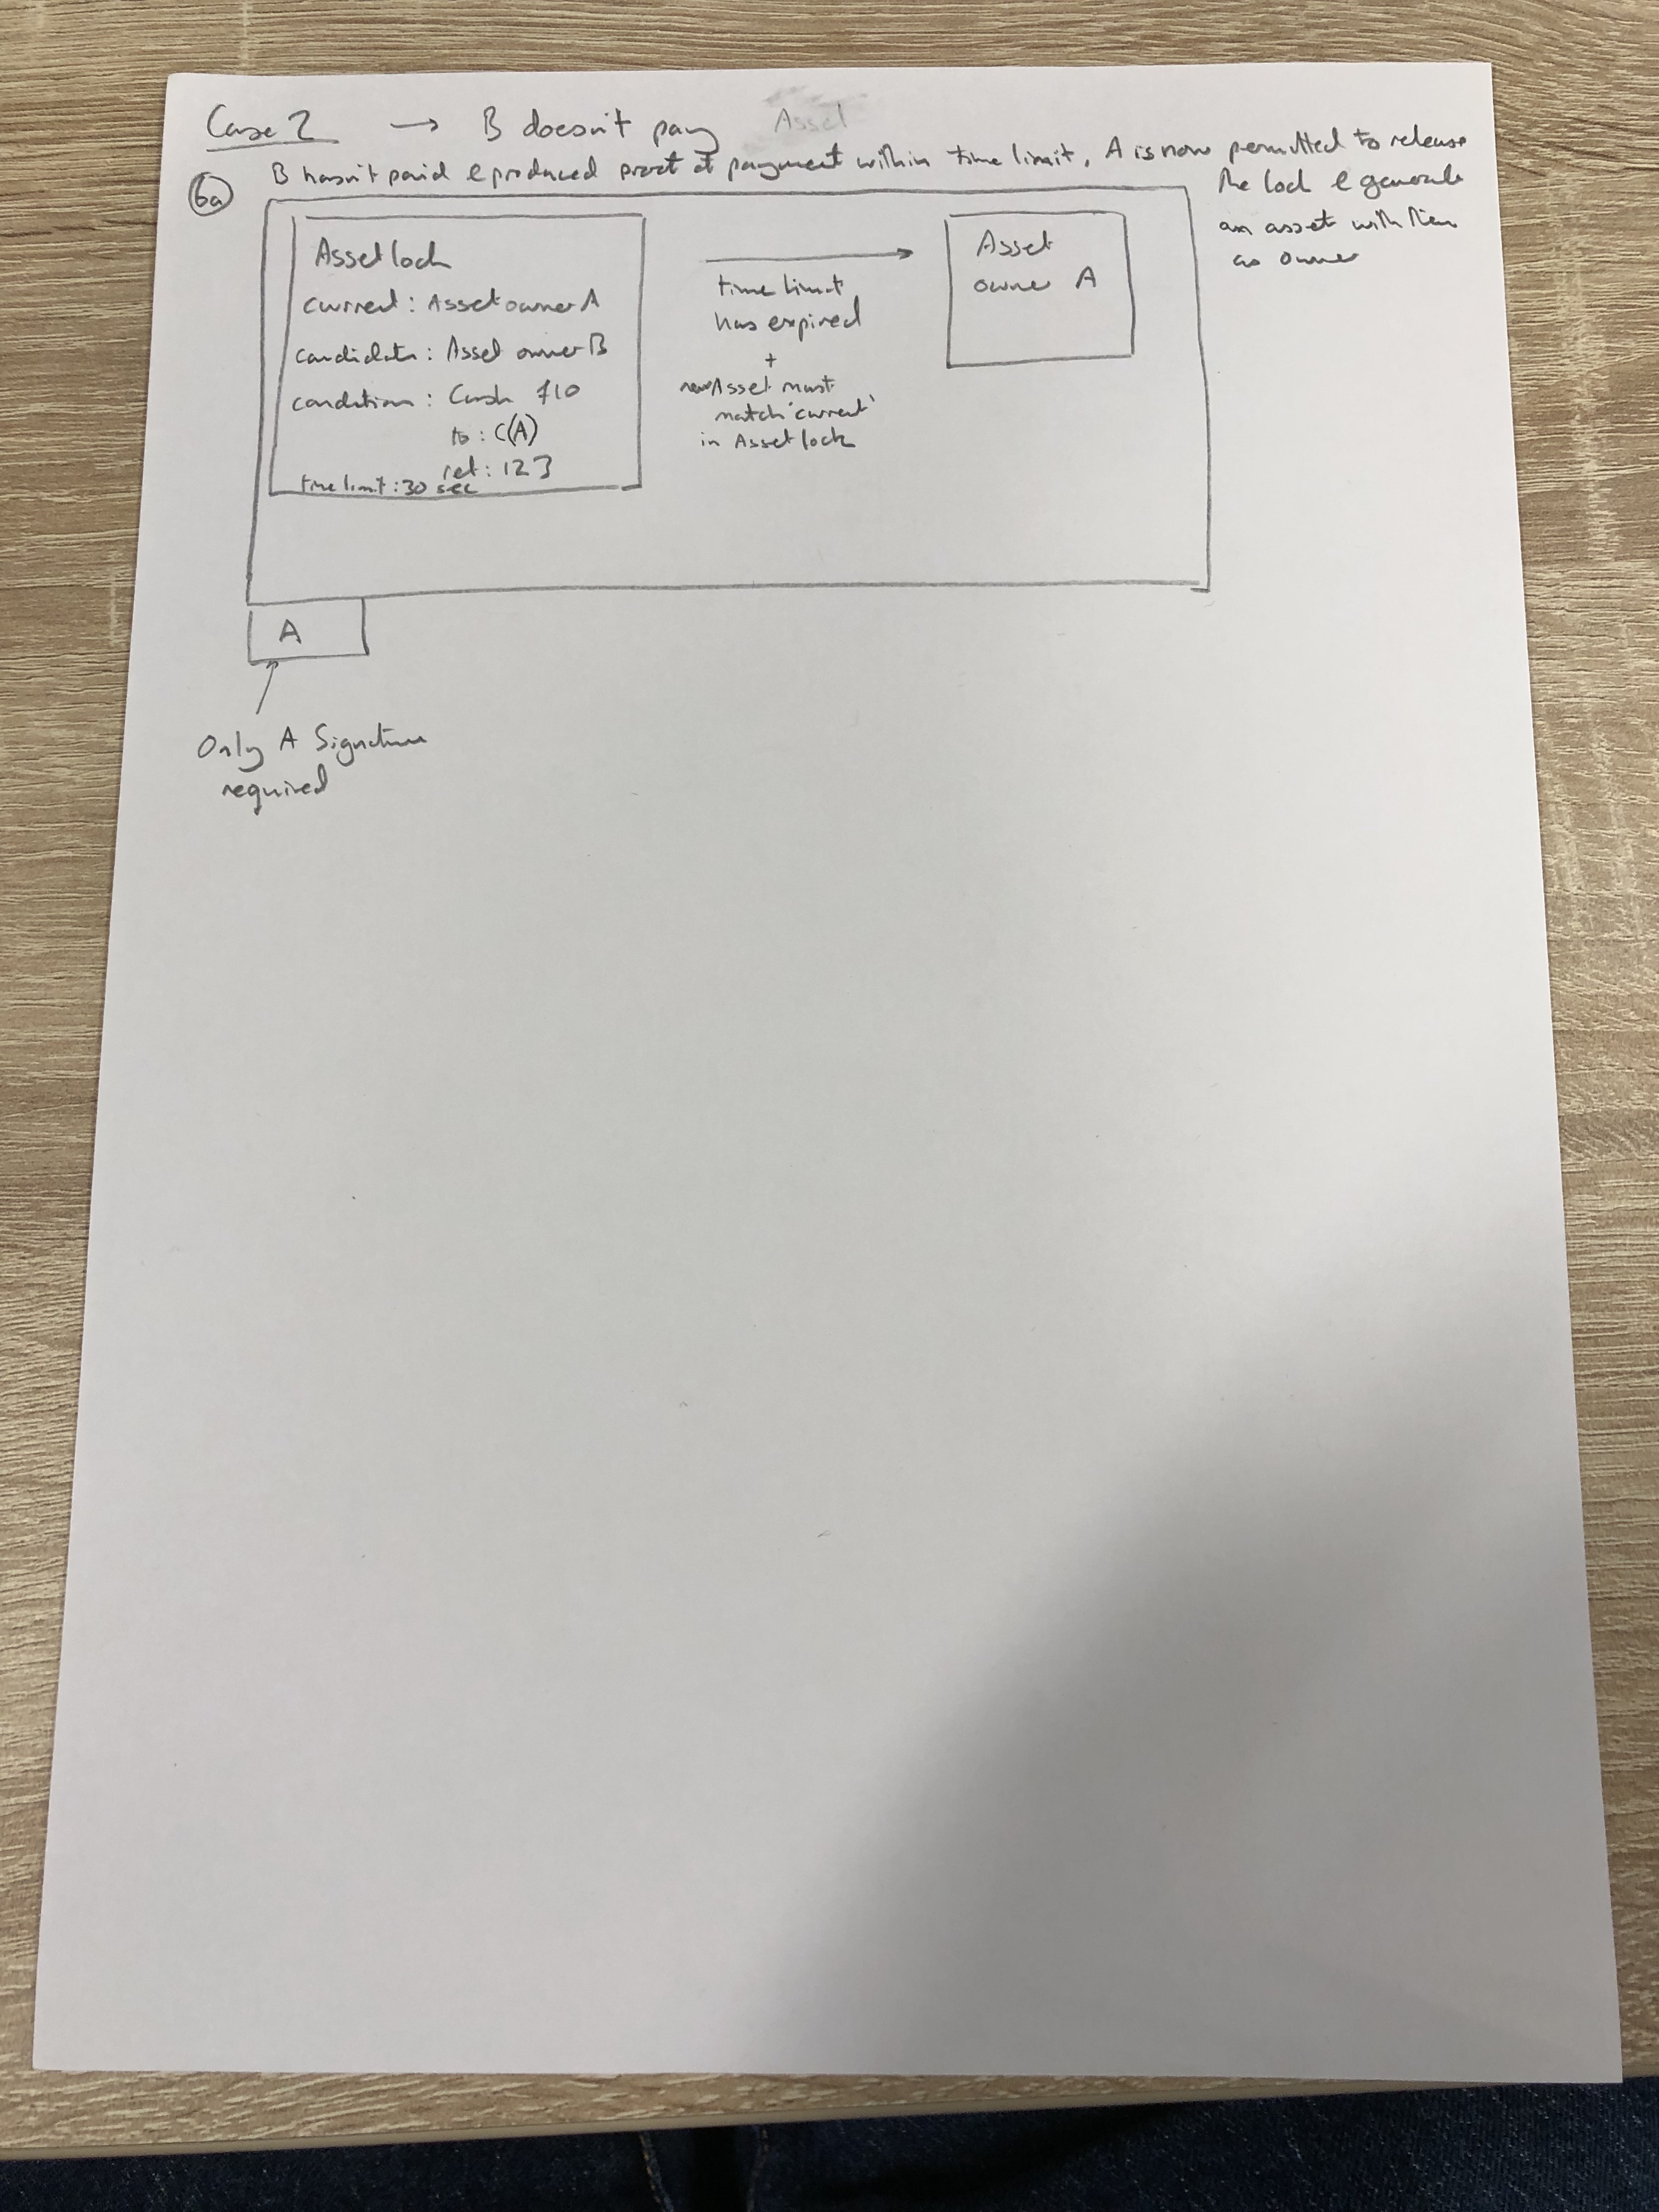 Case 2 → B doesn't pay Asset
6a B hasn't paid & produced proof of payment within time limit, A is now permitted to release
the lock & generate
an asset with them
as owner
Asset lock
current: Asset owner A
candidate: Asset owner B
condition: Cash £10
to: C(A)
ref: 123
time limit: 30 sec
time limit
has expired
+
new Asset must
match 'current'
in Asset lock
Asset
owner A
A
Only A Signature
required